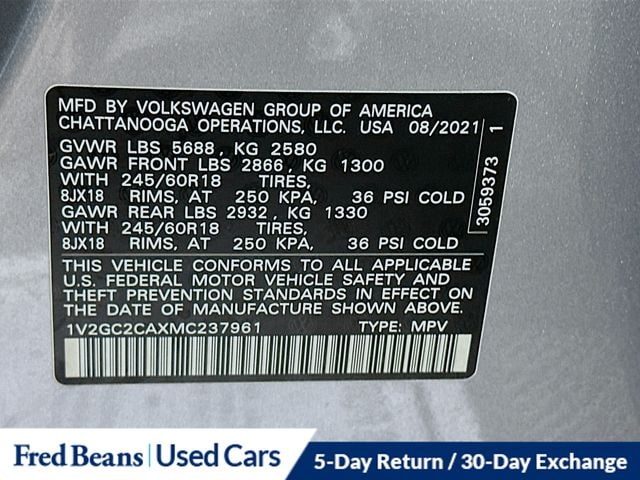 MFD BY VOLKSWAGEN GROUP OF AMERICA
CHATTANOOGA OPERATIONS, LLC. USA 08/2021
GVWR LBS 5688, KG 2580
GAWR FRONT LBS 2866, KG 1300
WITH 245/60R18 TIRES,
8JX18 RIMS, AT 250 KPA, 36 PSI COLD
GAWR REAR LBS 2932, KG 1330
WITH 245/60R18 TIRES,
8JX18 RIMS, AT 250 KPA, 36 PSI COLD
3059373 1
THIS VEHICLE CONFORMS TO ALL APPLICABLE
U.S. FEDERAL MOTOR VEHICLE SAFETY AND
THEFT PREVENTION STANDARDS IN EFFECT ON
THE DATE OF MANUFACTURE SHOWN ABOVE.
1V2GC2CAXMC237961 TYPE: MPV
Fred Beans Used Cars
5-Day Return / 30-Day Exchange